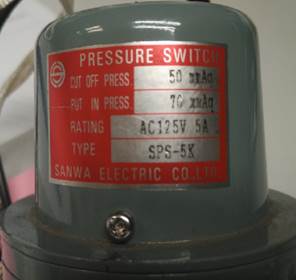 PRESSURE SWITCH
CUT OFF PRESS. 50 mmAq
PUT IN PRESS. 70 mmAq
RATING AC125V 5A
TYPE SPS-5K
SANWA ELECTRIC CO.,LTD.